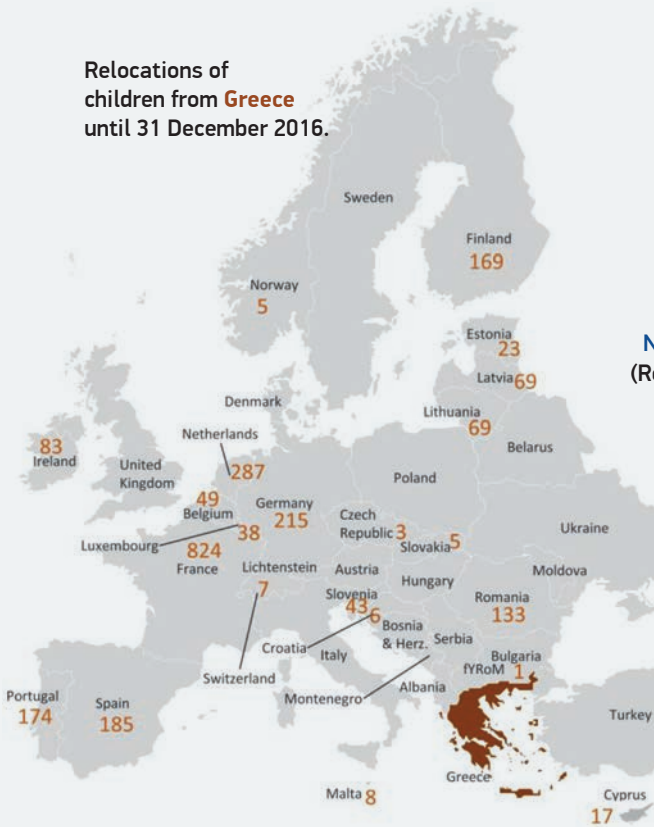 Relocations of
children from Greece
until 31 December 2016.
Sweden
Finland
169
Norway
5
Estonia
23
N
(Re
Latvia 69
Denmark
Lithuania
69
Netherlands
Belarus
83
Ireland
United
Kingdom
287
Poland
49
Belgium
Germany
215
Czech
Republic 3
Ukraine
Luxembourg
38
Slovakia 5
824
France
Lichtenstein
Austria
Moldova
7
Hungary
Slovenia
43
Romania
133
6
Bosnia
& Herz.
Croatia
Italy
Serbia
Bulgaria
1
fYRoM
Switzerland
Montenegro
Albania
Portugal
174
Spain
185
Turkey
Greece
Malta 8
Cyprus
17